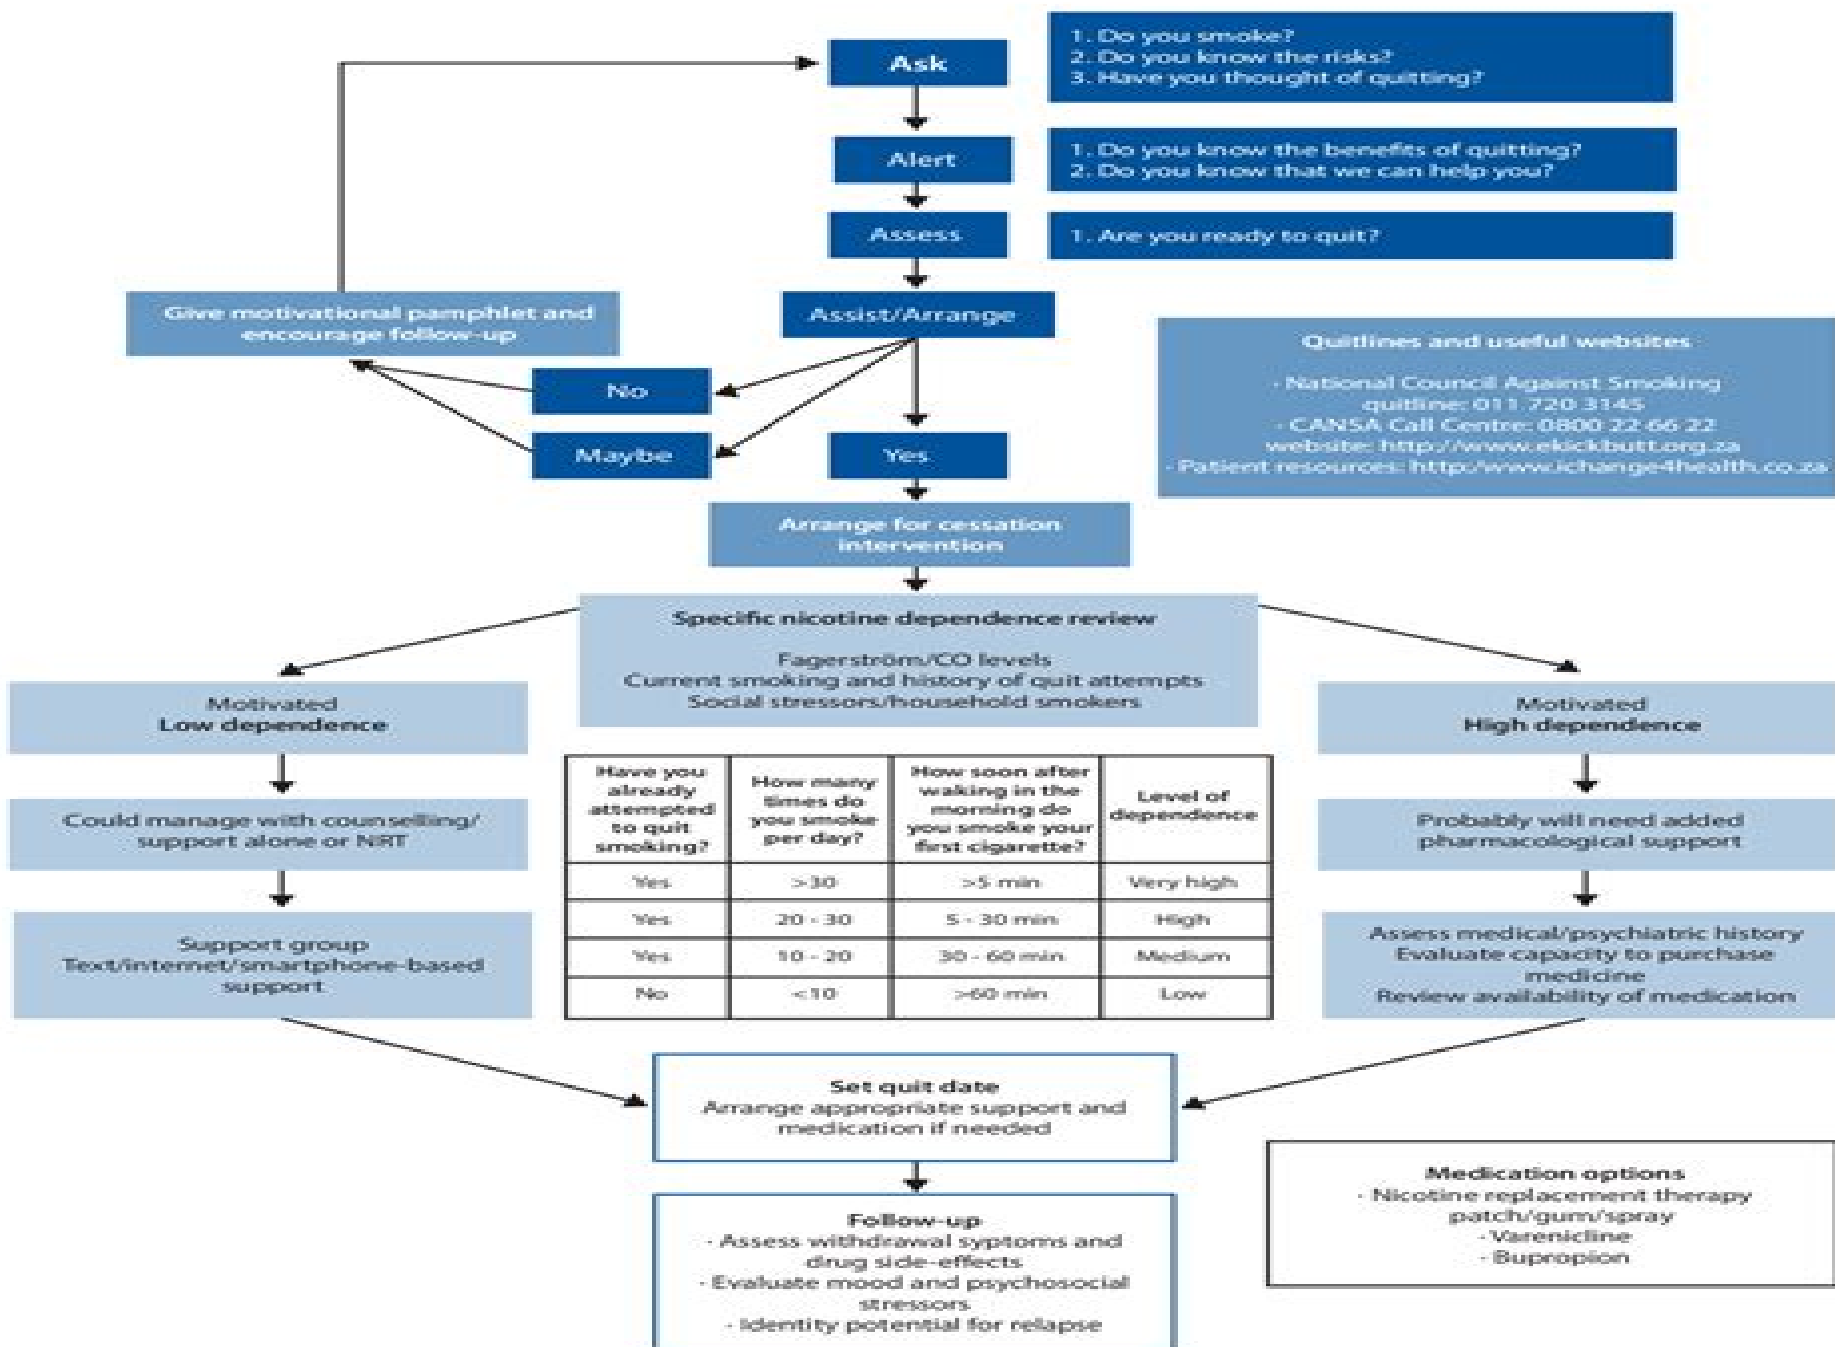 Ask
1. Do you smoke?
2. Do you know the risks?
3. Have you thought of quitting?
Alert
1. Do you know the benefits of quitting?
2. Do you know that we can help you?
Assess
1. Are you ready to quit?
Give motivational pamphlet and
encourage follow-up
Assist/Arrange
No
Maybe
Yes
Quitlines and useful websites
- National Council Against Smoking
quitline: 011 720 3145
- CANSA Call Centre: 0800 22 66 22
website: http://www.ekickbutt.org.za
- Patient resources: http:/www.ichange4health.co.za
Arrange for cessation
intervention
Specific nicotine dependence review
Fagerström/CO levels
Current smoking and history of quit attempts
Social stressors/household smokers
Motivated
Low dependence
Could manage with counselling/
support alone or NRT
Support group
Text/internet/smartphone-based
support
Have you
already
attempted
to quit
smoking?
How many
times do
you smoke
per day?
How soon after
waking in the
morning do
you smoke your
first cigarette?
Level of
dependence
Yes >30 >5 min Very high
Yes 20 - 30 5 - 30 min High
Yes 10 - 20 30 - 60 min Medium
No <10 >60 min Low
Motivated
High dependence
Probably will need added
pharmacological support
Assess medical/psychiatric history
Evaluate capacity to purchase
medicine
Review availability of medication
Set quit date
Arrange appropriate support and
medication if needed
Follow-up
- Assess withdrawal syptoms and
drug side-effects
- Evaluate mood and psychosocial
stressors
- Identity potential for relapse
Medication options
- Nicotine replacement therapy
patch/gum/spray
- Varenicline
- Bupropion